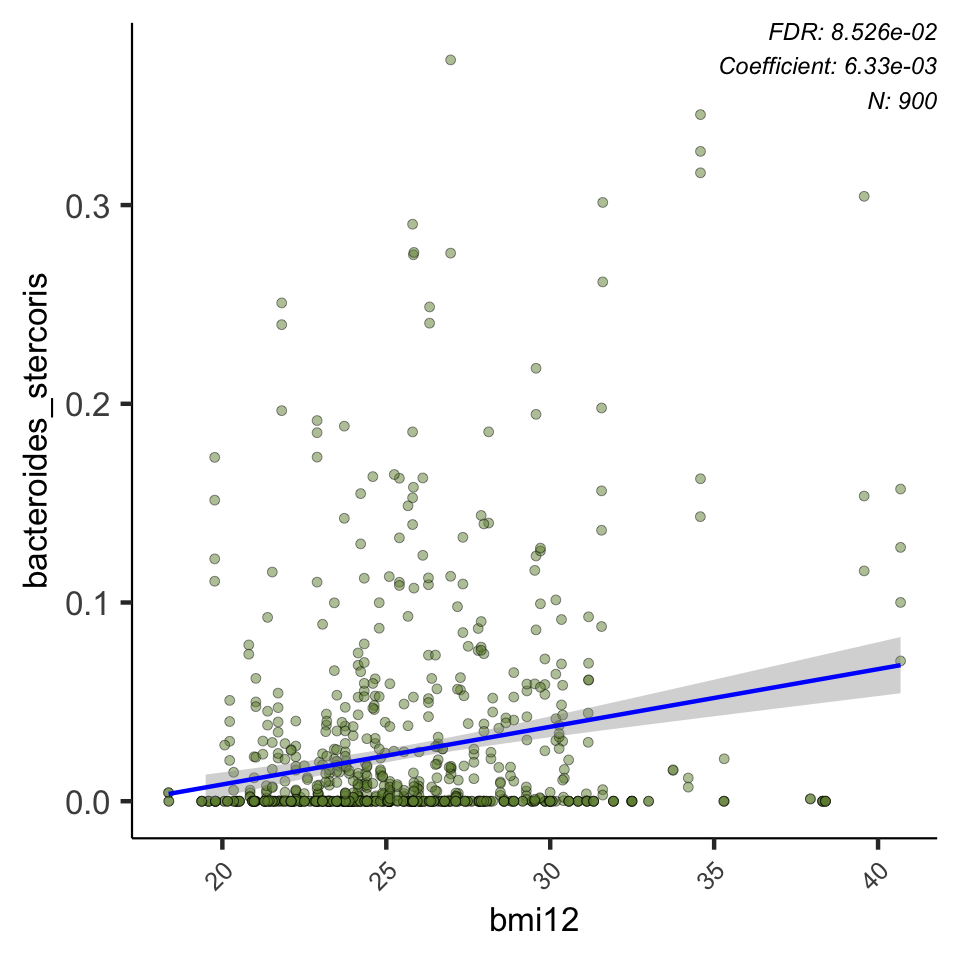 FDR: 8.526e-02
Coefficient: 6.33e-03
N: 900
bacteroides_stercoris
0.3
0.2
0.1
0.0
20
25
30
35
40
bmi12